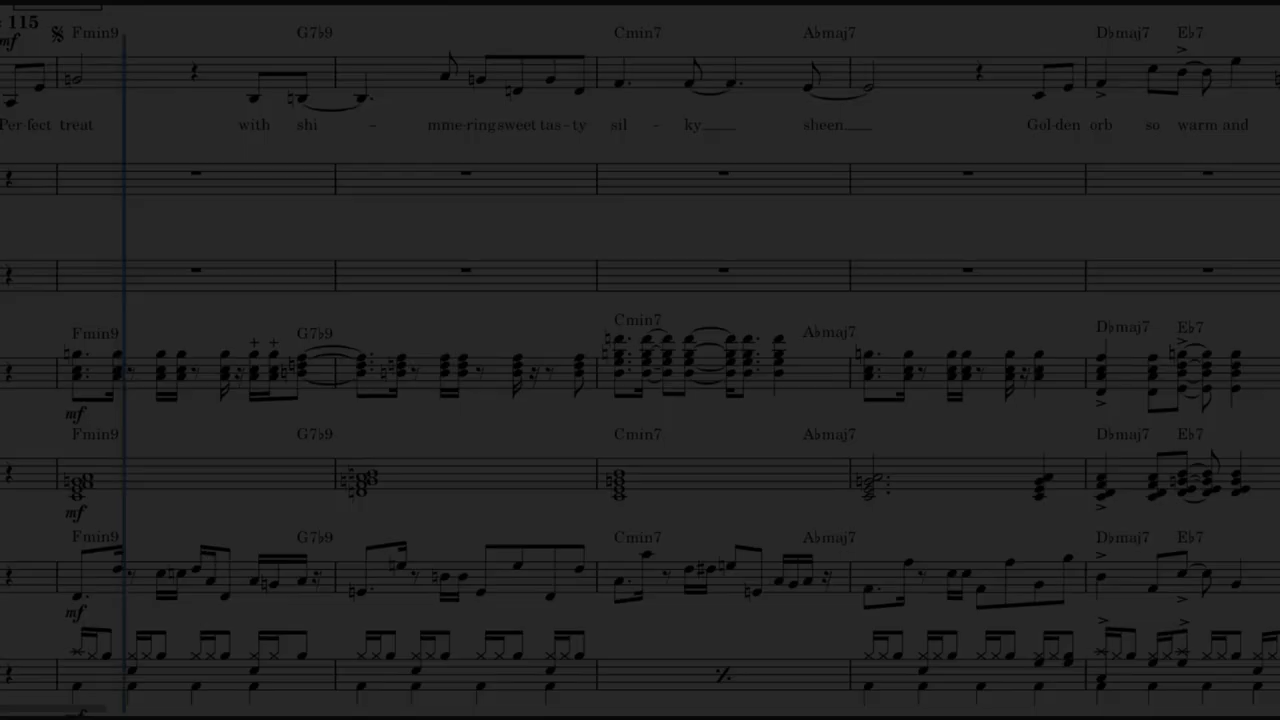 : 115
mf
Fmin9 G7♭9 Cmin7 A♭maj7 D♭maj7 E♭7
Per-fect treat with shi - mme-ring sweet tas-ty sil - ky sheen Gol-den orb so warm and
Fmin9 G7♭9 Cmin7 A♭maj7 D♭maj7 E♭7
mf
Fmin9 G7♭9 Cmin7 A♭maj7 D♭maj7 E♭7
mf
Fmin9 G7♭9 Cmin7 A♭maj7 D♭maj7 E♭7
mf
mf